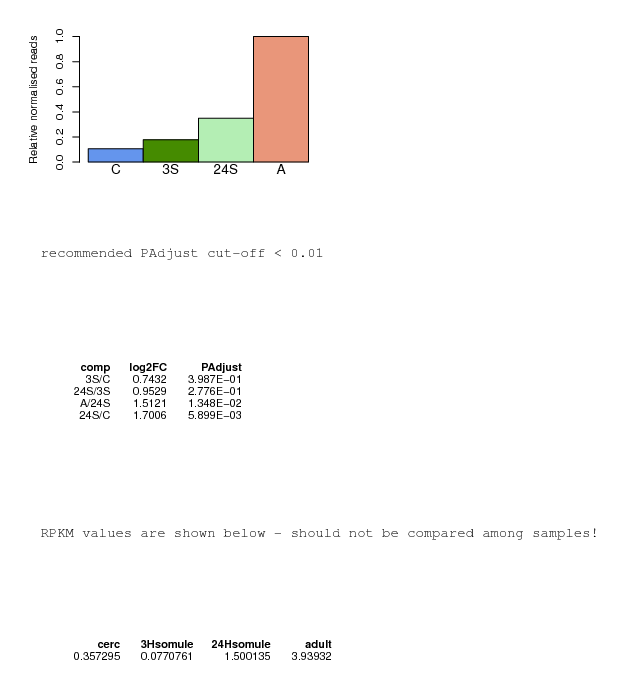 Relative normalised reads
1.0
0.8
0.6
0.4
0.2
0.0
C 3S 24S A
recommended PAdjust cut-off < 0.01
comp log2FC PAdjust
3S/C 0.7432 3.987E-01
24S/3S 0.9529 2.776E-01
A/24S 1.5121 1.348E-02
24S/C 1.7006 5.899E-03
RPKM values are shown below - should not be compared among samples!
cerc 3Hsomule 24Hsomule adult
0.357295 0.0770761 1.500135 3.93932